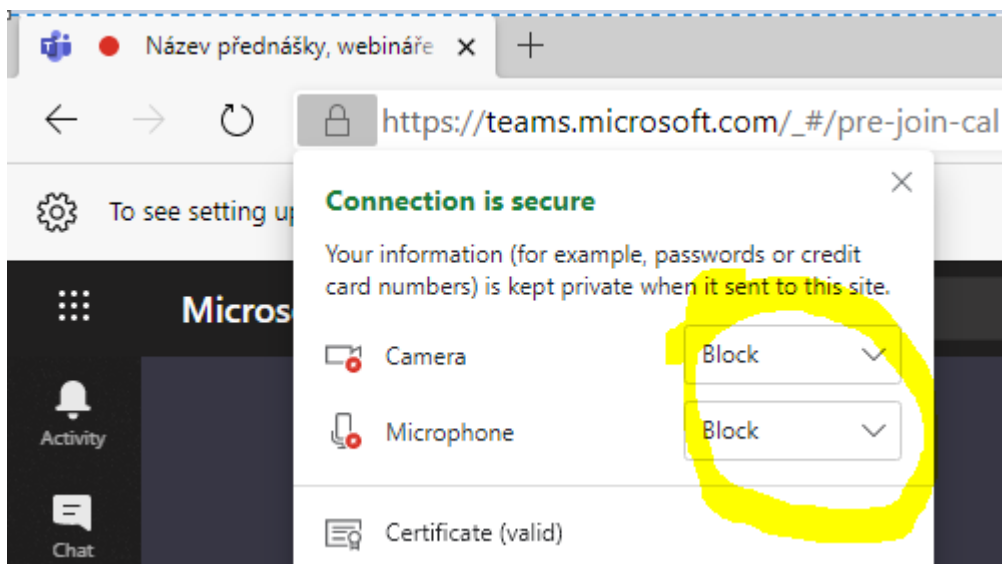 Název přednášky, webináře
https://teams.microsoft.com/_#/pre-join-cal
To see setting u
Connection is secure
Your information (for example, passwords or credit
card numbers) is kept private when it sent to this site.
Micros
Camera
Block
Activity
Microphone
Block
Chat
Certificate (valid)